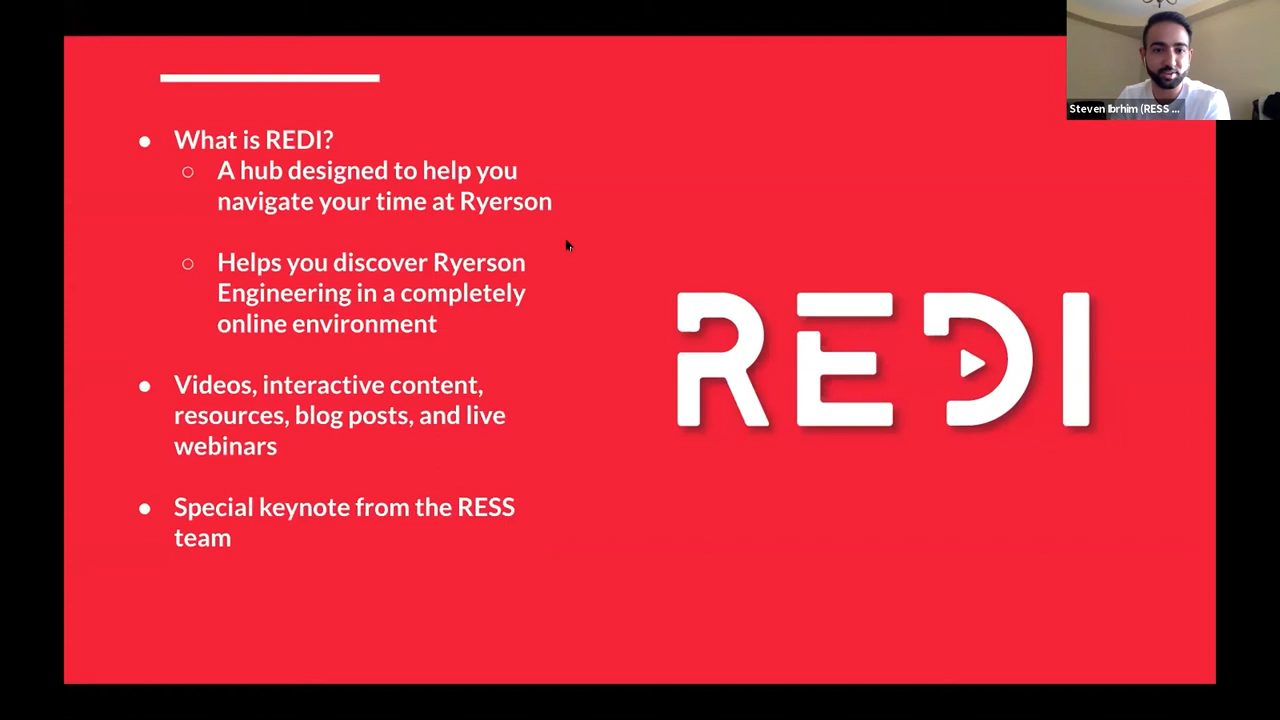 Steven Ibrhim (RESS ...
● What is REDI?
○ A hub designed to help you
navigate your time at Ryerson
○ Helps you discover Ryerson
Engineering in a completely
online environment
● Videos, interactive content,
resources, blog posts, and live
webinars
● Special keynote from the RESS
team
REDI